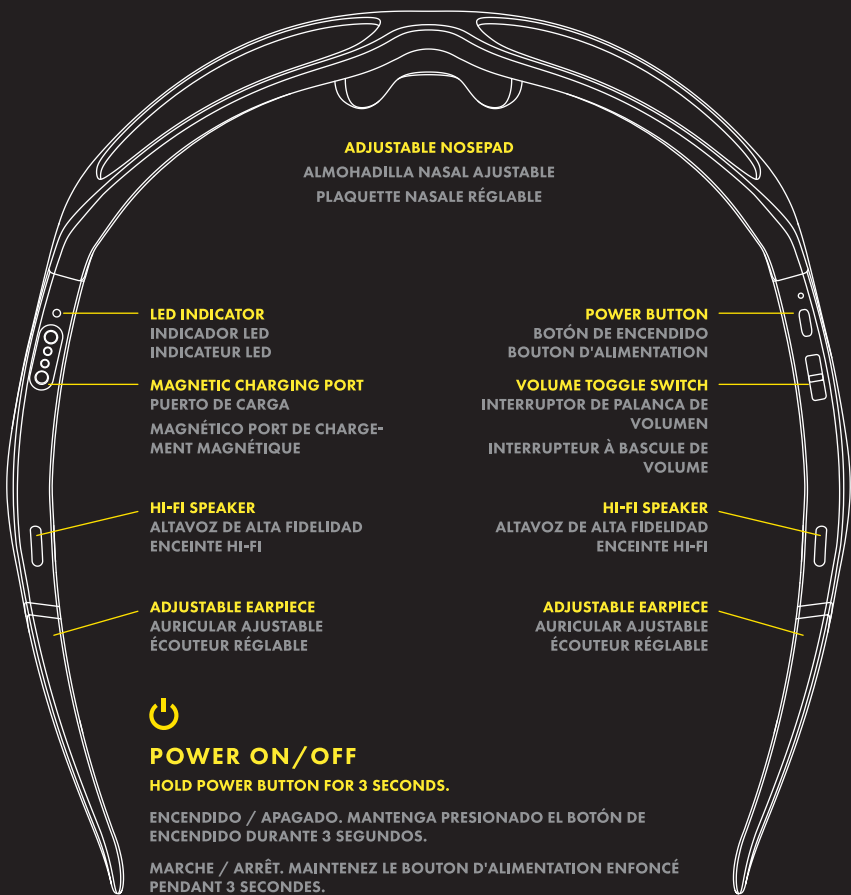 ADJUSTABLE NOSEPAD
ALMOHADILLA NASAL AJUSTABLE
PLAQUETTE NASALE RÉGLABLE
LED INDICATOR
INDICADOR LED
INDICATEUR LED
MAGNETIC CHARGING PORT
PUERTO DE CARGA
MAGNÉTICO PORT DE CHARGE-
MENT MAGNÉTIQUE
HI-FI SPEAKER
ALTAVOZ DE ALTA FIDELIDAD
ENCEINTE HI-FI
ADJUSTABLE EARPIECE
AURICULAR AJUSTABLE
ÉCOUTEUR RÉGLABLE
POWER BUTTON
BOTÓN DE ENCENDIDO
BOUTON D'ALIMENTATION
VOLUME TOGGLE SWITCH
INTERRUPTOR DE PALANCA DE
VOLUMEN
INTERRUPTEUR À BASCULE DE
VOLUME
HI-FI SPEAKER
ALTAVOZ DE ALTA FIDELIDAD
ENCEINTE HI-FI
ADJUSTABLE EARPIECE
AURICULAR AJUSTABLE
ÉCOUTEUR RÉGLABLE
POWER ON/OFF
HOLD POWER BUTTON FOR 3 SECONDS.
ENCENDIDO / APAGADO. MANTENGA PRESIONADO EL BOTÓN DE
ENCENDIDO DURANTE 3 SEGUNDOS.
MARCHE / ARRÊT. MAINTENEZ LE BOUTON D'ALIMENTATION ENFONCÉ
PENDANT 3 SECONDES.